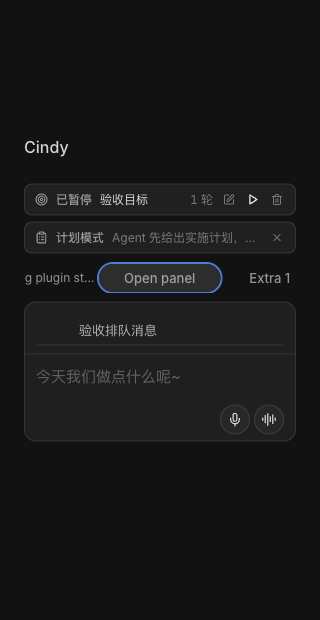 Cindy
已暂停 验收目标 1 轮
计划模式 Agent 先给出实施计划，...
g plugin st... Open panel Extra 1
验收排队消息
今天我们做点什么呢~